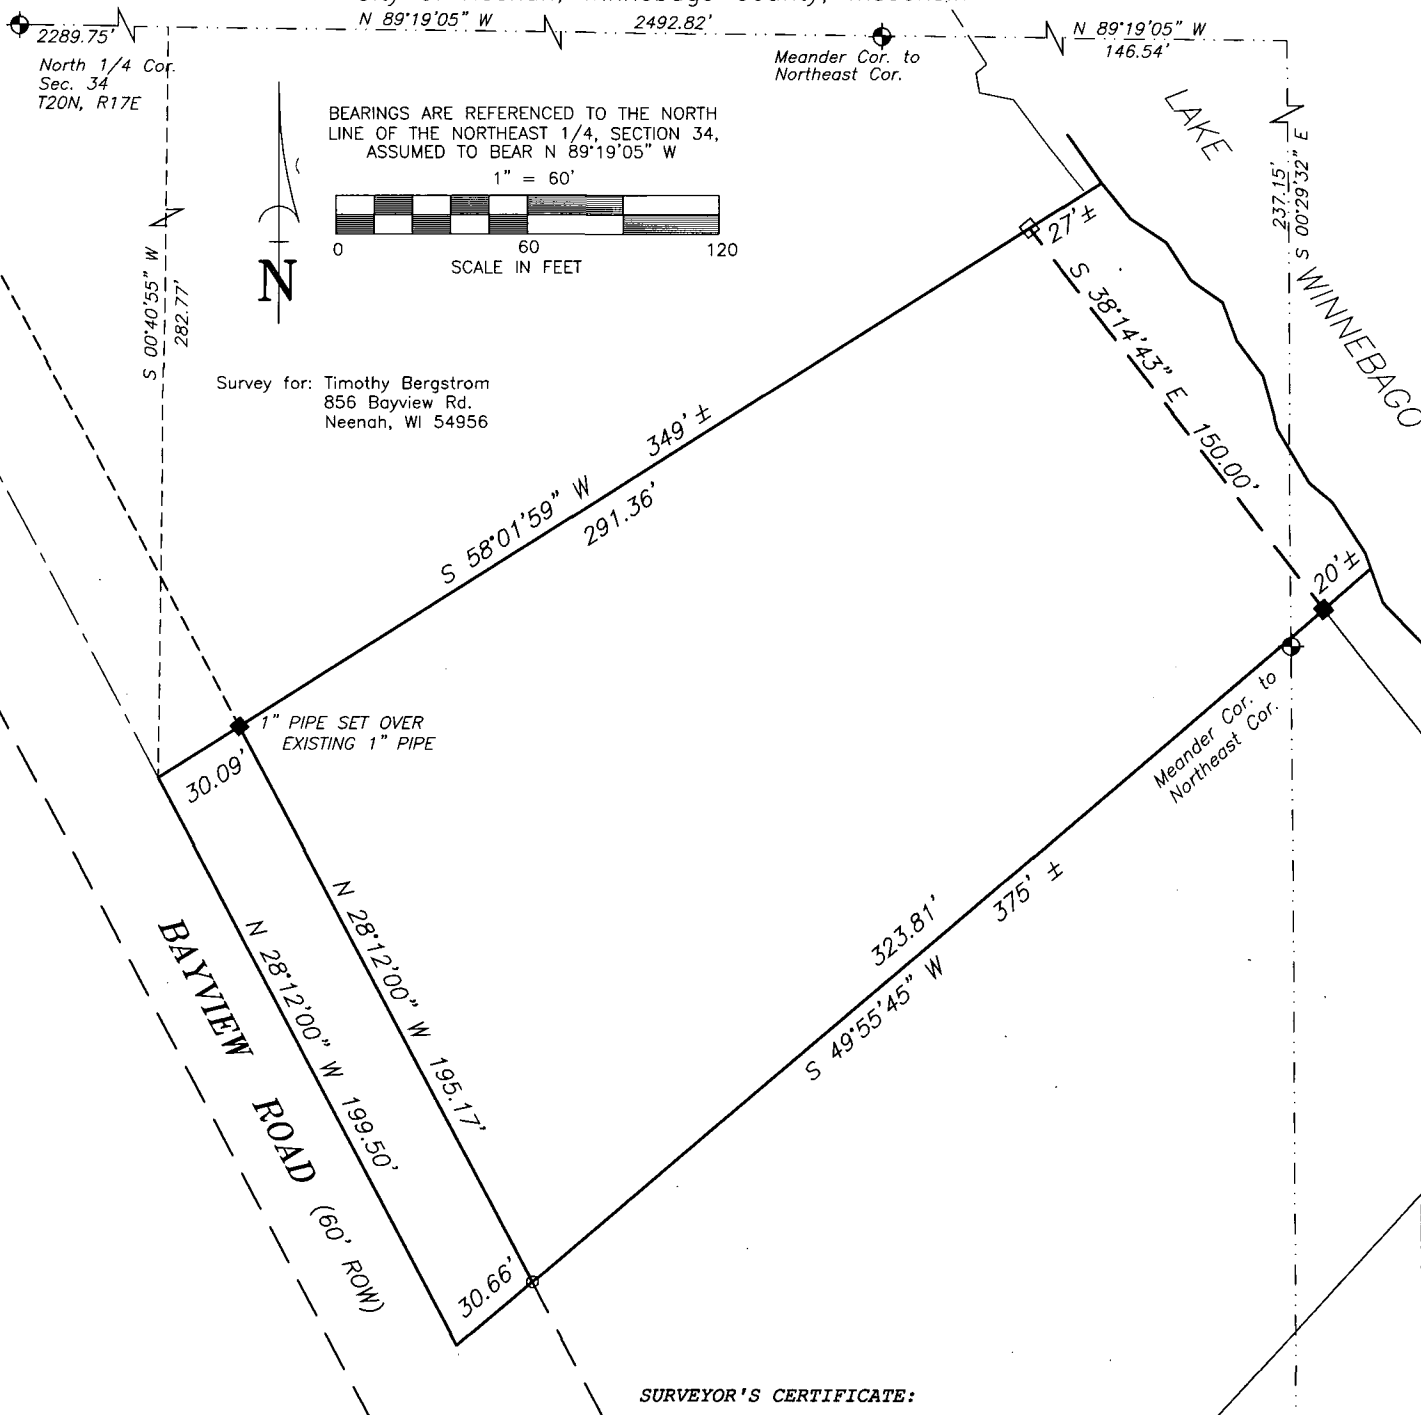 N 89°19'05" W
2492.82'
N 89°19'05" W
146.54'
2289.75'
North 1/4 Cor.
Sec. 34
T20N, R17E
Meander Cor. to
Northeast Cor.
BEARINGS ARE REFERENCED TO THE NORTH
LINE OF THE NORTHEAST 1/4, SECTION 34,
ASSUMED TO BEAR N 89°19'05" W
1" = 60'
0 60 120
SCALE IN FEET
N
S 00°40'55" W
282.77'
Survey for: Timothy Bergstrom
856 Bayview Rd.
Neenah, WI 54956
LAKE
WINNEBAGO
237.15'
S 00°29'32" E
27'±
S 38°14'43" E 150.00'
349' ±
S 58°01'59" W
291.36'
20'±
Meander Cor. to
Northeast Cor.
1" PIPE SET OVER
EXISTING 1" PIPE
30.09'
N 28°12'00" W 195.17'
N 28°12'00" W 199.50'
323.81'
375' ±
S 49°55'45" W
BAYVIEW ROAD (60' ROW)
30.66'
SURVEYOR'S CERTIFICATE: